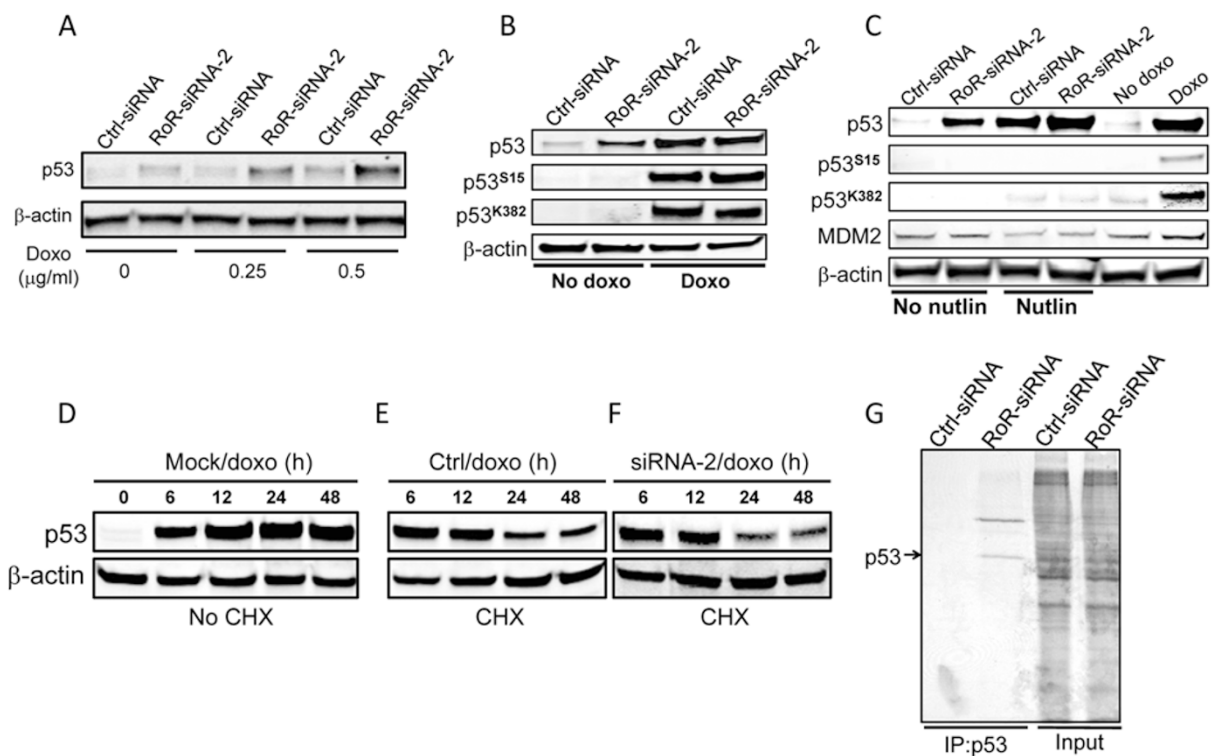 A
Ctrl-siRNA RoR-siRNA-2 Ctrl-siRNA RoR-siRNA-2 Ctrl-siRNA RoR-siRNA-2
p53
β-actin
Doxo
(μg/ml)
0 0.25 0.5
B
Ctrl-siRNA RoR-siRNA-2 Ctrl-siRNA RoR-siRNA-2
p53
p53S15
p53K382
β-actin
No doxo Doxo
C
Ctrl-siRNA RoR-siRNA-2 Ctrl-siRNA RoR-siRNA-2 No doxo Doxo
p53
p53S15
p53K382
MDM2
β-actin
No nutlin Nutlin
D
Mock/doxo (h)
0 6 12 24 48
p53
β-actin
No CHX
E
Ctrl/doxo (h)
6 12 24 48
CHX
F
siRNA-2/doxo (h)
6 12 24 48
CHX
G
Ctrl-siRNA RoR-siRNA Ctrl-siRNA RoR-siRNA
p53
IP:p53 Input